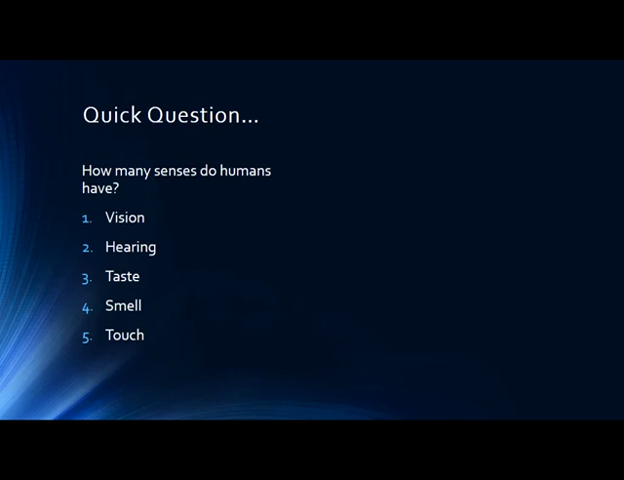 Quick Question...
How many senses do humans
have?
1. Vision
2. Hearing
3. Taste
4. Smell
5. Touch